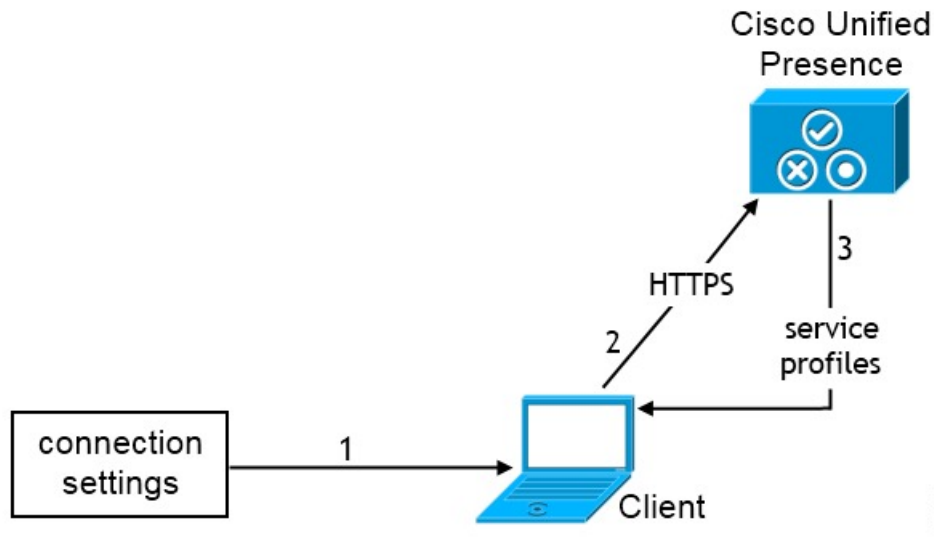 Cisco Unified
Presence
3
HTTPS
service
profiles
2
connection
settings
1
Client